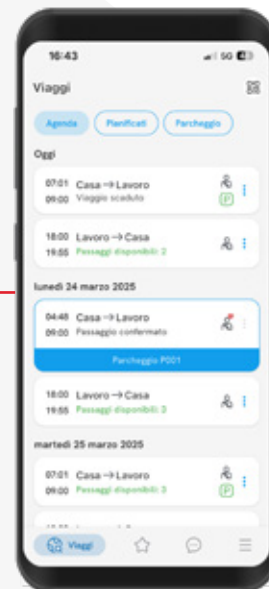 16:43
5G
Viaggi
Agenda Pianificati Parcheggio
Oggi
07:01 Casa → Lavoro
09:00 Viaggio scaduto P
18:00 Lavoro → Casa
19:55 Passaggi disponibili: 2
lunedì 24 marzo 2025
04:48 Casa → Lavoro
09:00 Passaggio confermato
Parcheggio P001
18:00 Lavoro → Casa
19:55 Passaggi disponibili: 3
martedì 25 marzo 2025
07:01 Casa → Lavoro
09:00 Passaggi disponibili: 3 P
Viaggi